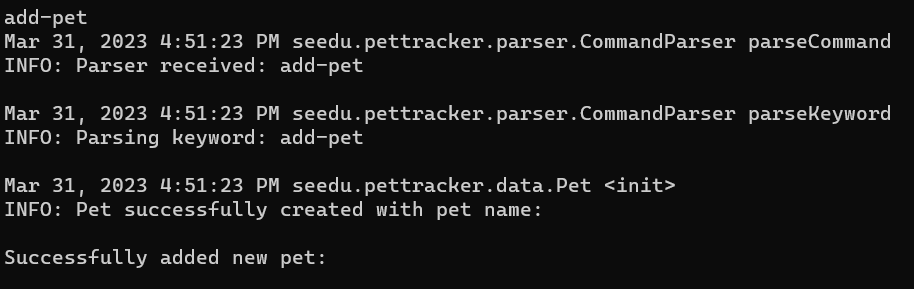 add-pet
Mar 31, 2023 4:51:23 PM seedu.pettracker.parser.CommandParser parseCommand
INFO: Parser received: add-pet
Mar 31, 2023 4:51:23 PM seedu.pettracker.parser.CommandParser parseKeyword
INFO: Parsing keyword: add-pet
Mar 31, 2023 4:51:23 PM seedu.pettracker.data.Pet <init>
INFO: Pet successfully created with pet name:
Successfully added new pet: